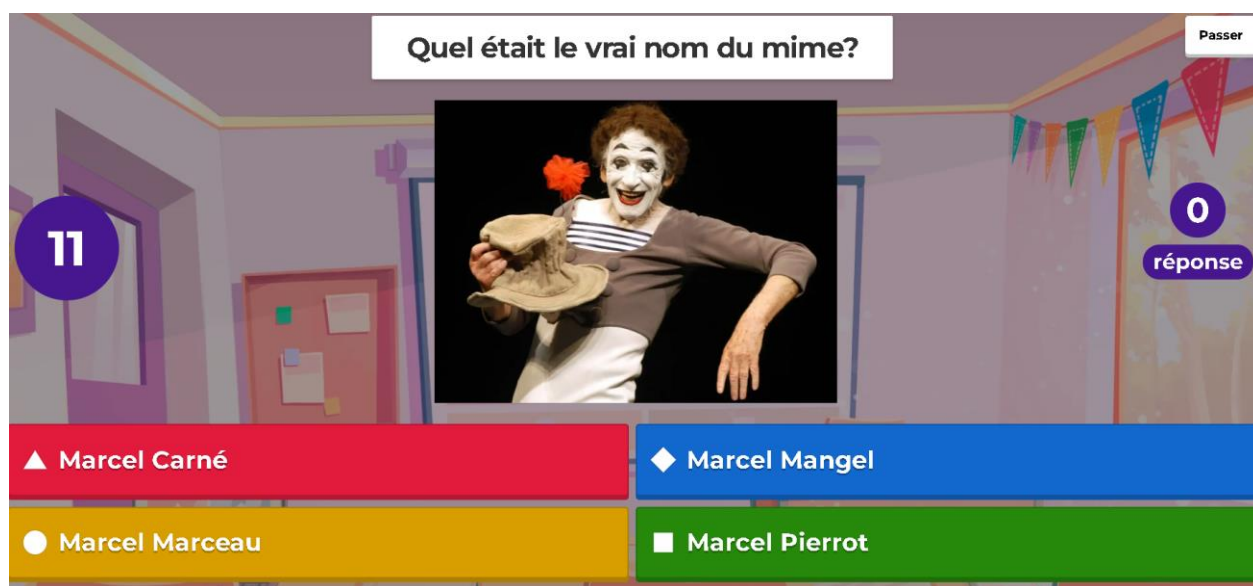 Quel était le vrai nom du mime?
Passer
11
0
réponse
Marcel Carné
Marcel Mangel
Marcel Marceau
Marcel Pierrot